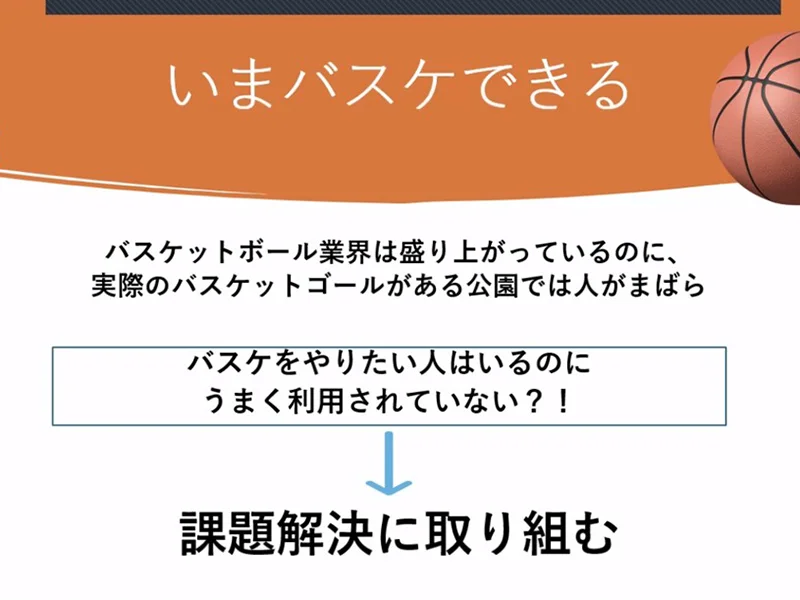 いまバスケできる
バスケットボール業界は盛り上がっているのに、
実際のバスケットゴールがある公園では人がまばら
バスケをやりたい人はいるのに
うまく利用されていない？！
課題解決に取り組む